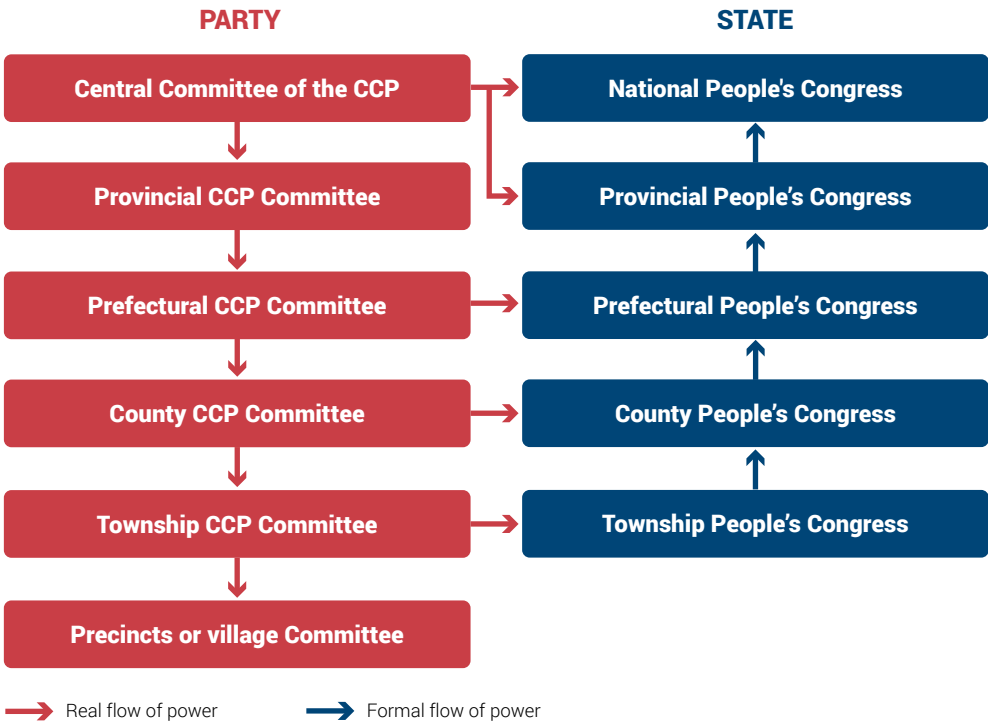 PARTY
STATE
Central Committee of the CCP
National People's Congress
Provincial CCP Committee
Provincial People’s Congress
Prefectural CCP Committee
Prefectural People’s Congress
County CCP Committee
County People’s Congress
Township CCP Committee
Township People’s Congress
Precincts or village Committee
Real flow of power
Formal flow of power